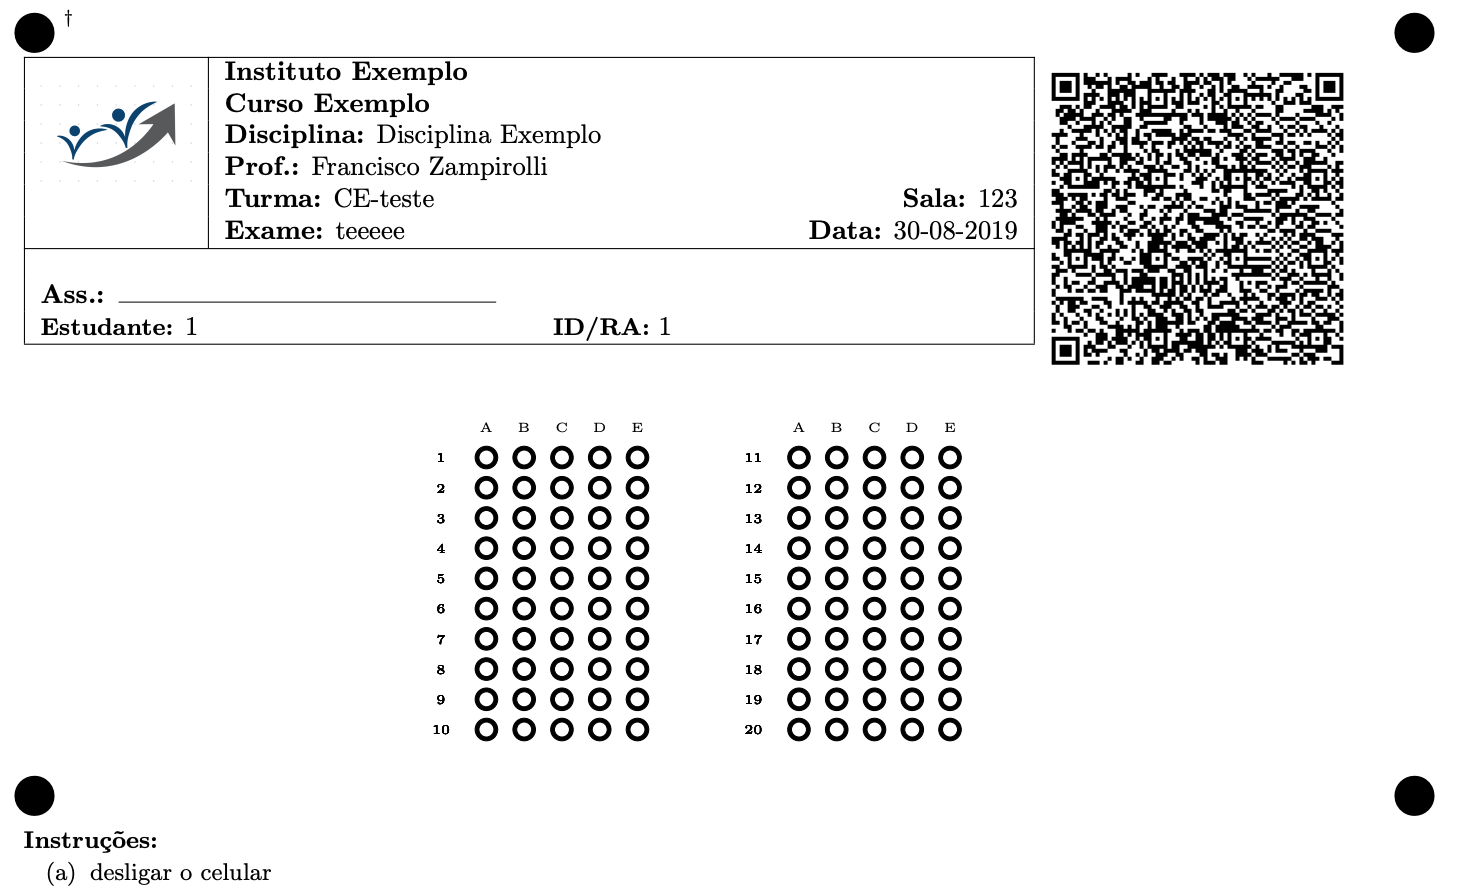 †
Instituto Exemplo
Curso Exemplo
Disciplina: Disciplina Exemplo
Prof.: Francisco Zampirolli
Turma: CE-teste Sala: 123
Exame: teeeee Data: 30-08-2019
Ass.:
Estudante: 1 ID/RA: 1
A B C D E A B C D E
1 11
2 12
3 13
4 14
5 15
6 16
7 17
8 18
9 19
10 20
Instruções:
(a) desligar o celular